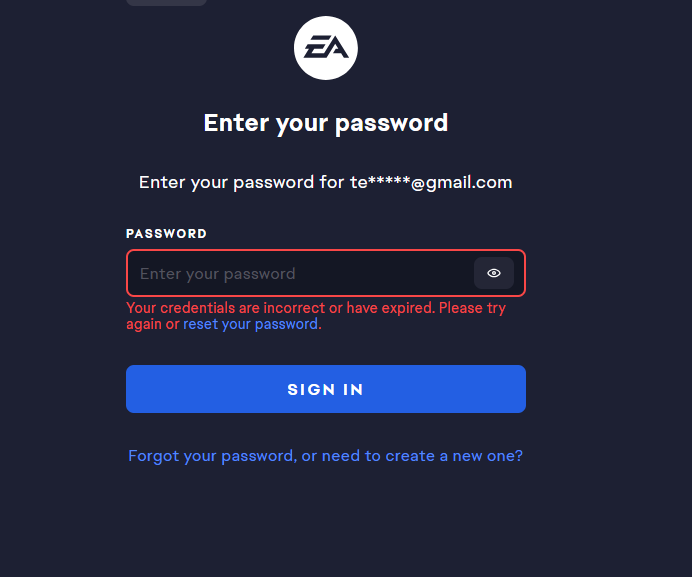 EA
Enter your password
Enter your password for te*****@gmail.com
PASSWORD
Enter your password
Your credentials are incorrect or have expired. Please try
again or reset your password.
SIGN IN
Forgot your password, or need to create a new one?